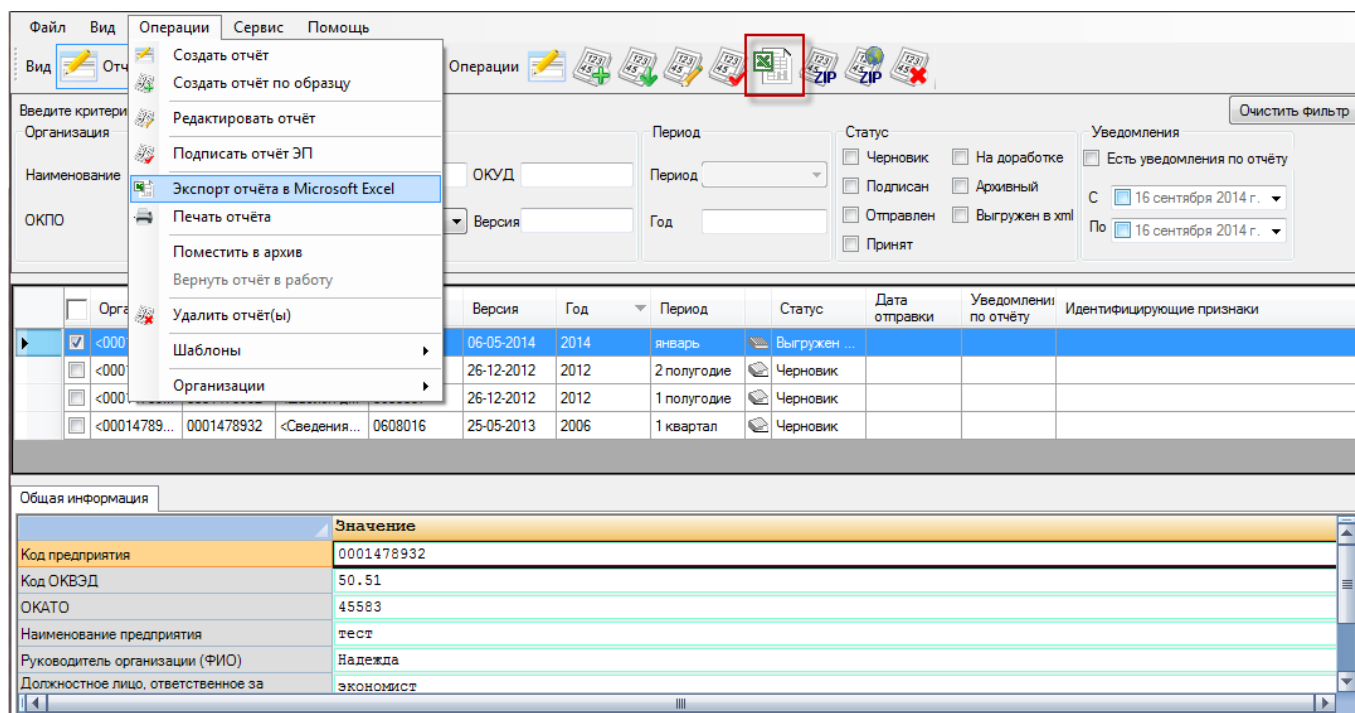 Файл Вид Операции Сервис Помощь
Вид Отч Операции
Создать отчёт
Создать отчёт по образцу
Редактировать отчёт
Подписать отчёт ЭП
Экспорт отчёта в Microsoft Excel
Печать отчёта
Поместить в архив
Вернуть отчёт в работу
Удалить отчёт(ы)
Шаблоны
Организации
ZIP ZIP
Введите критери Очистить фильтр
Организация Период Статус Уведомления
Наименование ОКУД Период Черновик На доработке Есть уведомления по отчёту
Подписан Архивный С 16 сентября 2014 г.
ОКПО Версия Год Отправлен Выгружен в xml По 16 сентября 2014 г.
Принят
Орга Версия Год Период Статус Дата отправки Уведомления по отчёту Идентифицирующие признаки
<000 06-05-2014 2014 январь Выгружен ...
<000 26-12-2012 2012 2 полугодие Черновик
<000 26-12-2012 2012 1 полугодие Черновик
<00014789... 0001478932 <Сведения... 0608016 25-05-2013 2006 1 квартал Черновик
Общая информация
Значение
Код предприятия 0001478932
Код ОКВЭД 50.51
ОКАТО 45583
Наименование предприятия тест
Руководитель организации (ФИО) Надежда
Должностное лицо, ответственное за экономист